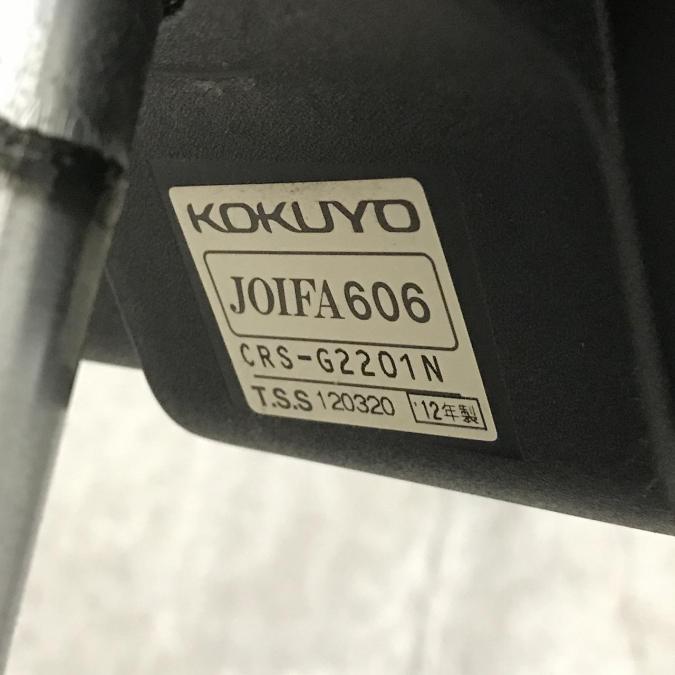 KOKUYO
JOIFA606
CRS-G2201N
T.S.S 120320 '12年製